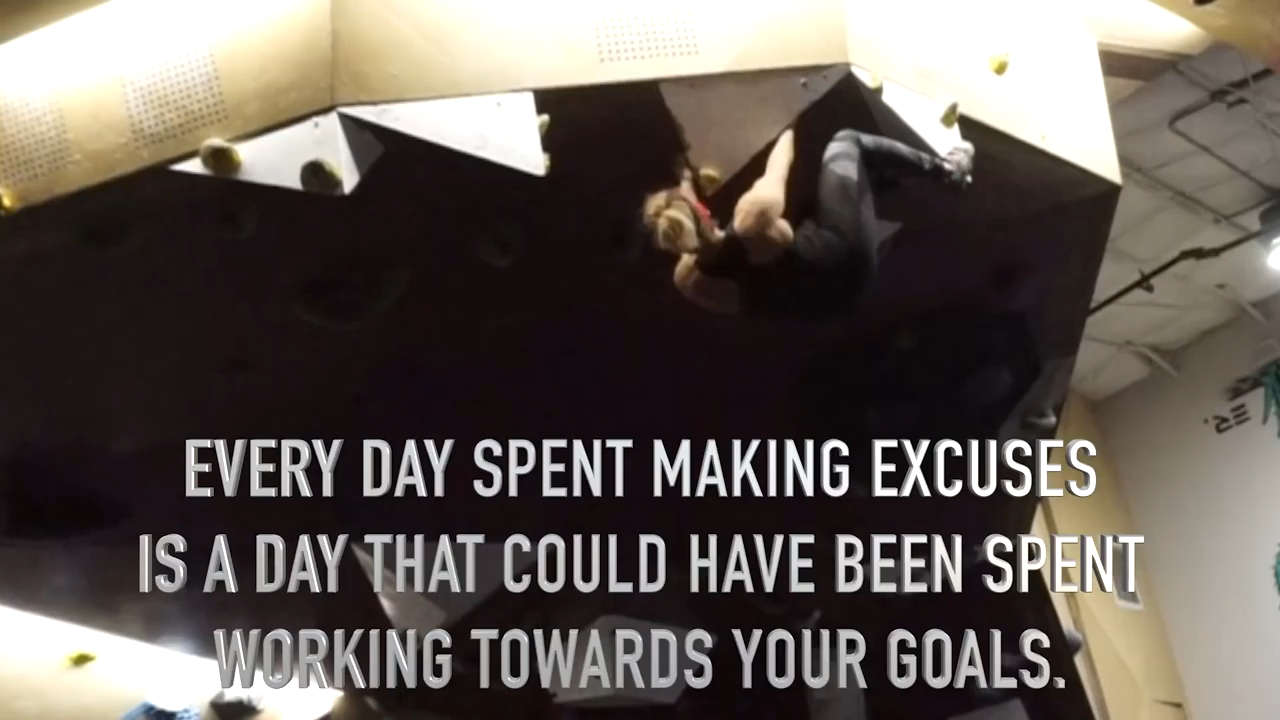 EVERY DAY SPENT MAKING EXCUSES
IS A DAY THAT COULD HAVE BEEN SPENT
WORKING TOWARDS YOUR GOALS.